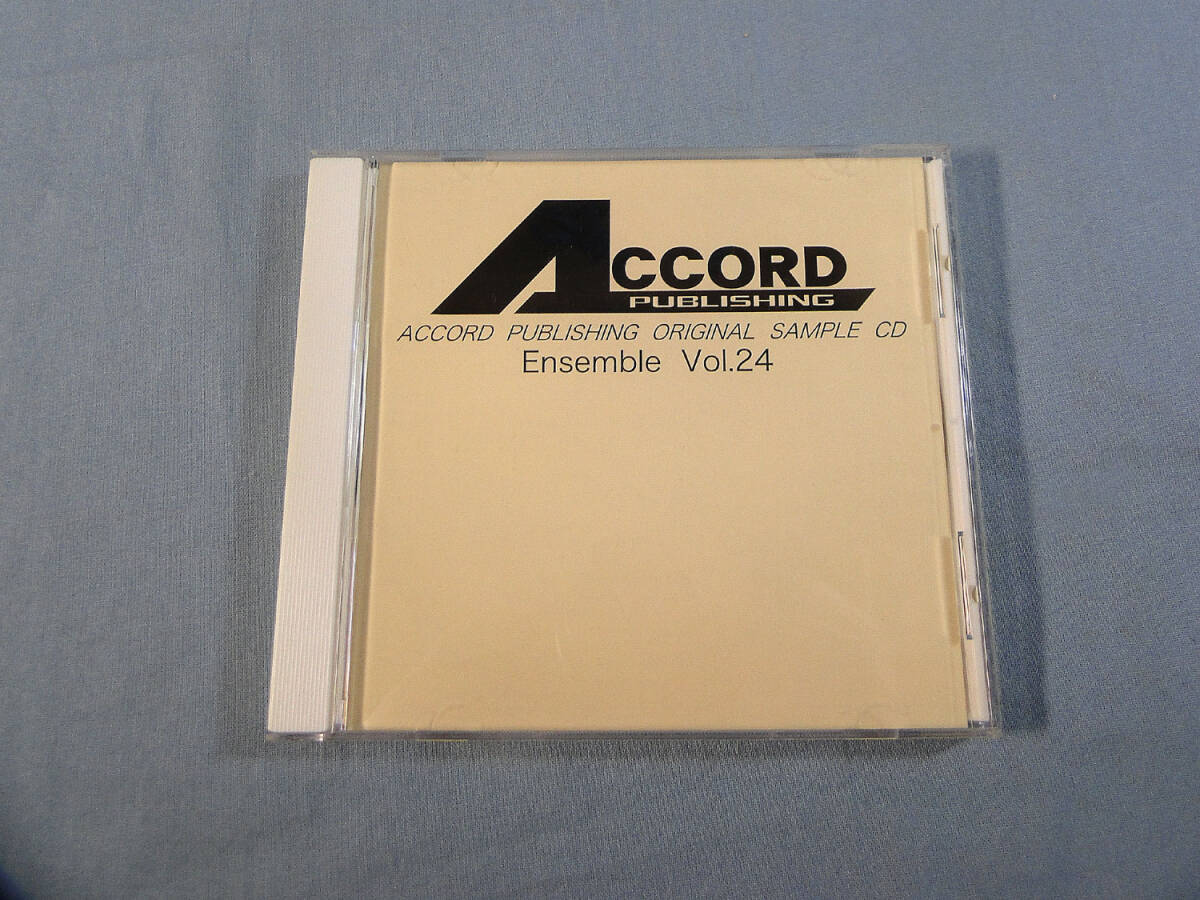 ACCORD
PUBLISHING
ACCORD PUBLISHING ORIGINAL SAMPLE CD
Ensemble Vol.24